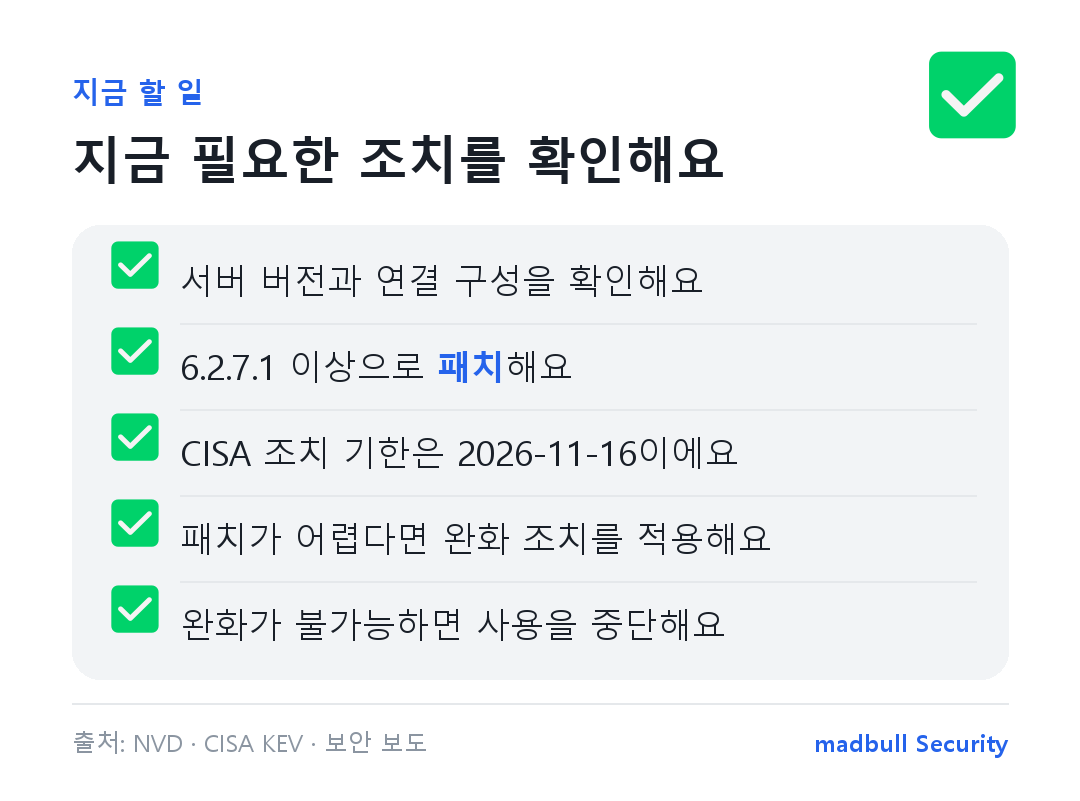 지금 할 일
지금 필요한 조치를 확인해요
서버 버전과 연결 구성을 확인해요
6.2.7.1 이상으로 패치해요
CISA 조치 기한은 2026-11-16이에요
패치가 어렵다면 완화 조치를 적용해요
완화가 불가능하면 사용을 중단해요
출처: NVD · CISA KEV · 보안 보도
madbull Security